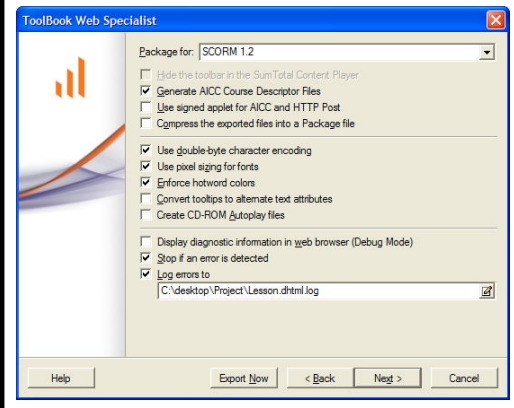 ToolBook Web Specialist
Package for: SCORM 1.2
Hide the toolbar in the SumTotal Content Player
Generate AICC Course Descriptor Files
Use signed applet for AICC and HTTP Post
Compress the exported files into a Package file
Use double-byte character encoding
Use pixel sizing for fonts
Enforce hotword colors
Convert tooltips to alternate text attributes
Create CD-ROM Autoplay files
Display diagnostic information in web browser (Debug Mode)
Stop if an error is detected
Log errors to
C:\desktop\Project\Lesson.dhtml.log
Help Export Now < Back Next > Cancel